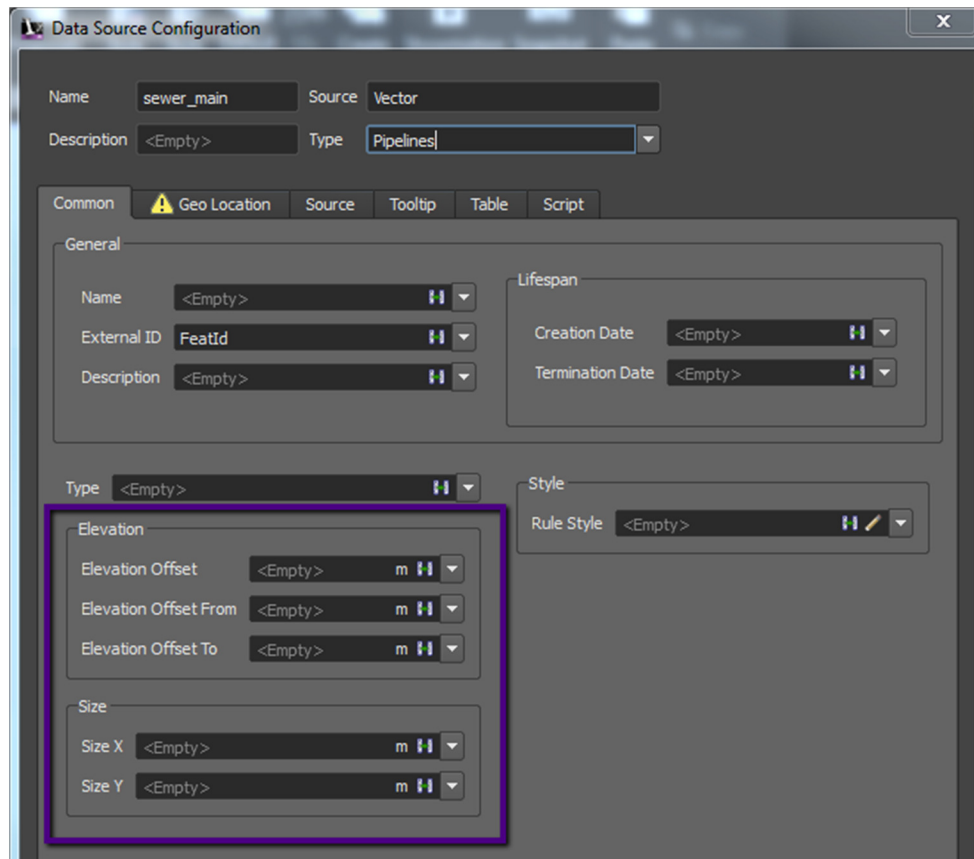 Data Source Configuration
x
Name sewer_main Source Vector
Description <Empty> Type Pipelines
Common Geo Location Source Tooltip Table Script
General
Name <Empty>
External ID FeatId
Description <Empty>
Lifespan
Creation Date <Empty>
Termination Date <Empty>
Type <Empty>
Elevation
Elevation Offset <Empty> m
Elevation Offset From <Empty> m
Elevation Offset To <Empty> m
Size
Size X <Empty> m
Size Y <Empty> m
Style
Rule Style <Empty>